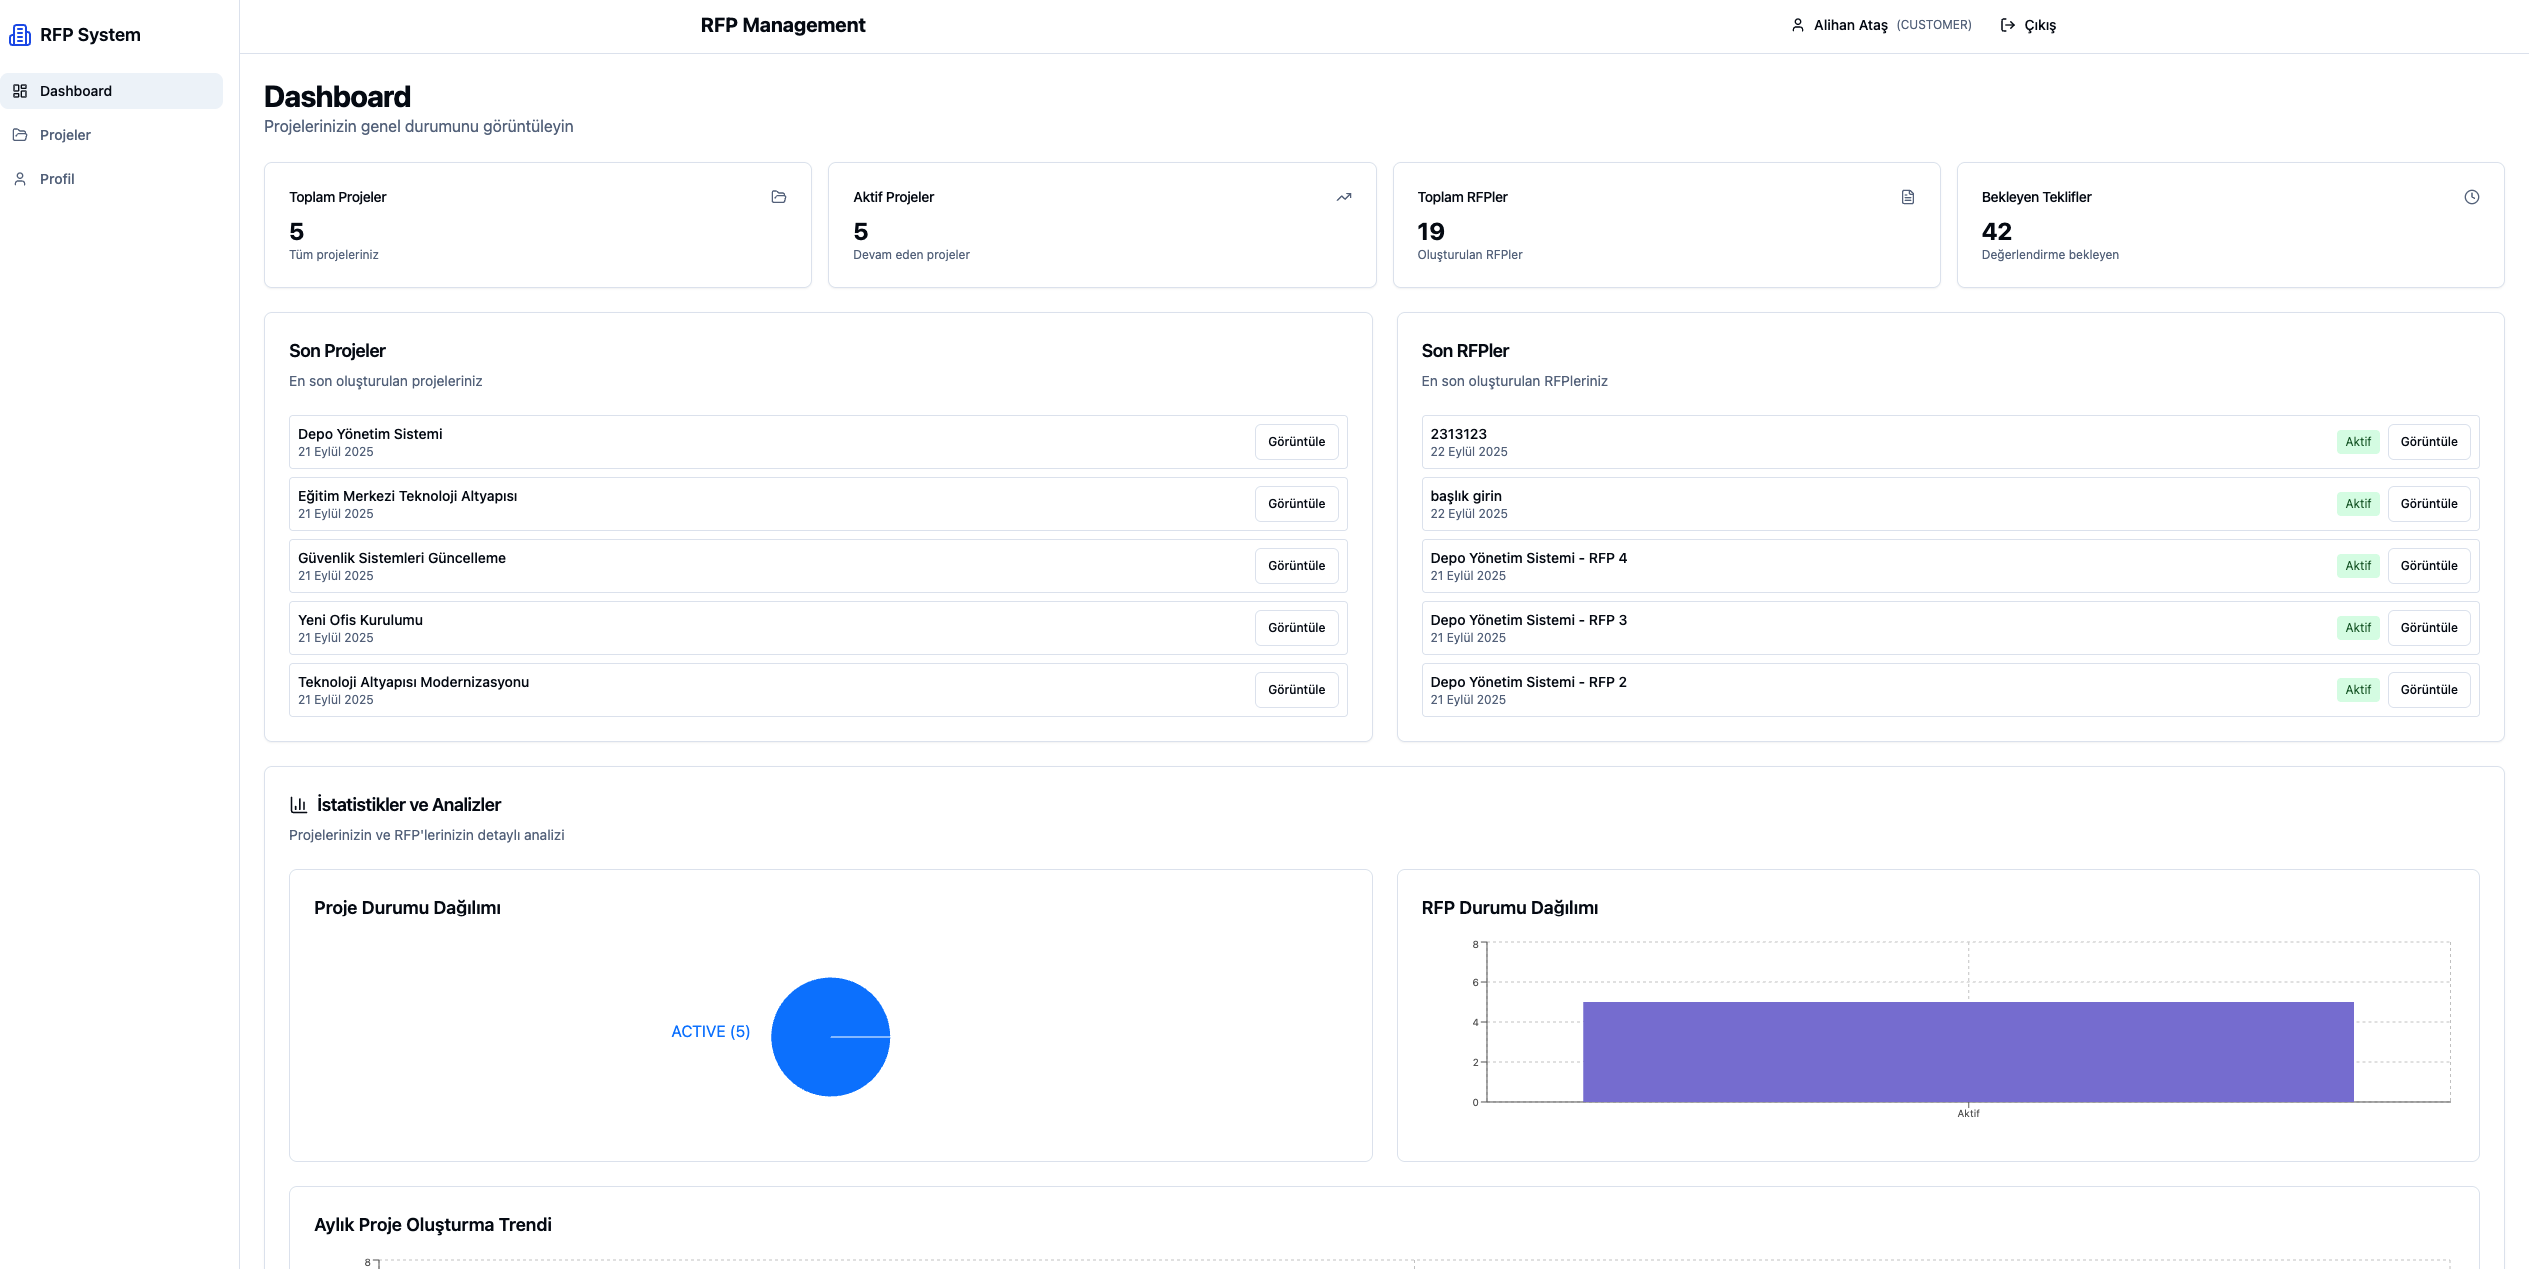 RFP System
Dashboard
Projeler
Profil
RFP Management
Alihan Ataş (CUSTOMER)
Çıkış
Dashboard
Projelerinizin genel durumunu görüntüleyin
Toplam Projeler
5
Tüm projeleriniz
Aktif Projeler
5
Devam eden projeler
Toplam RFPler
19
Oluşturulan RFPler
Bekleyen Teklifler
42
Değerlendirme bekleyen
Son Projeler
En son oluşturulan projeleriniz
Depo Yönetim Sistemi
21 Eylül 2025
Görüntüle
Eğitim Merkezi Teknoloji Altyapısı
21 Eylül 2025
Görüntüle
Güvenlik Sistemleri Güncelleme
21 Eylül 2025
Görüntüle
Yeni Ofis Kurulumu
21 Eylül 2025
Görüntüle
Teknoloji Altyapısı Modernizasyonu
21 Eylül 2025
Görüntüle
Son RFPler
En son oluşturulan RFPleriniz
2313123
22 Eylül 2025
Aktif
Görüntüle
başlık girin
22 Eylül 2025
Aktif
Görüntüle
Depo Yönetim Sistemi - RFP 4
21 Eylül 2025
Aktif
Görüntüle
Depo Yönetim Sistemi - RFP 3
21 Eylül 2025
Aktif
Görüntüle
Depo Yönetim Sistemi - RFP 2
21 Eylül 2025
Aktif
Görüntüle
İstatistikler ve Analizler
Projelerinizin ve RFP'lerinizin detaylı analizi
Proje Durumu Dağılımı
ACTIVE (5)
RFP Durumu Dağılımı
8
6
4
2
0
Aktif
Aylık Proje Oluşturma Trendi
8